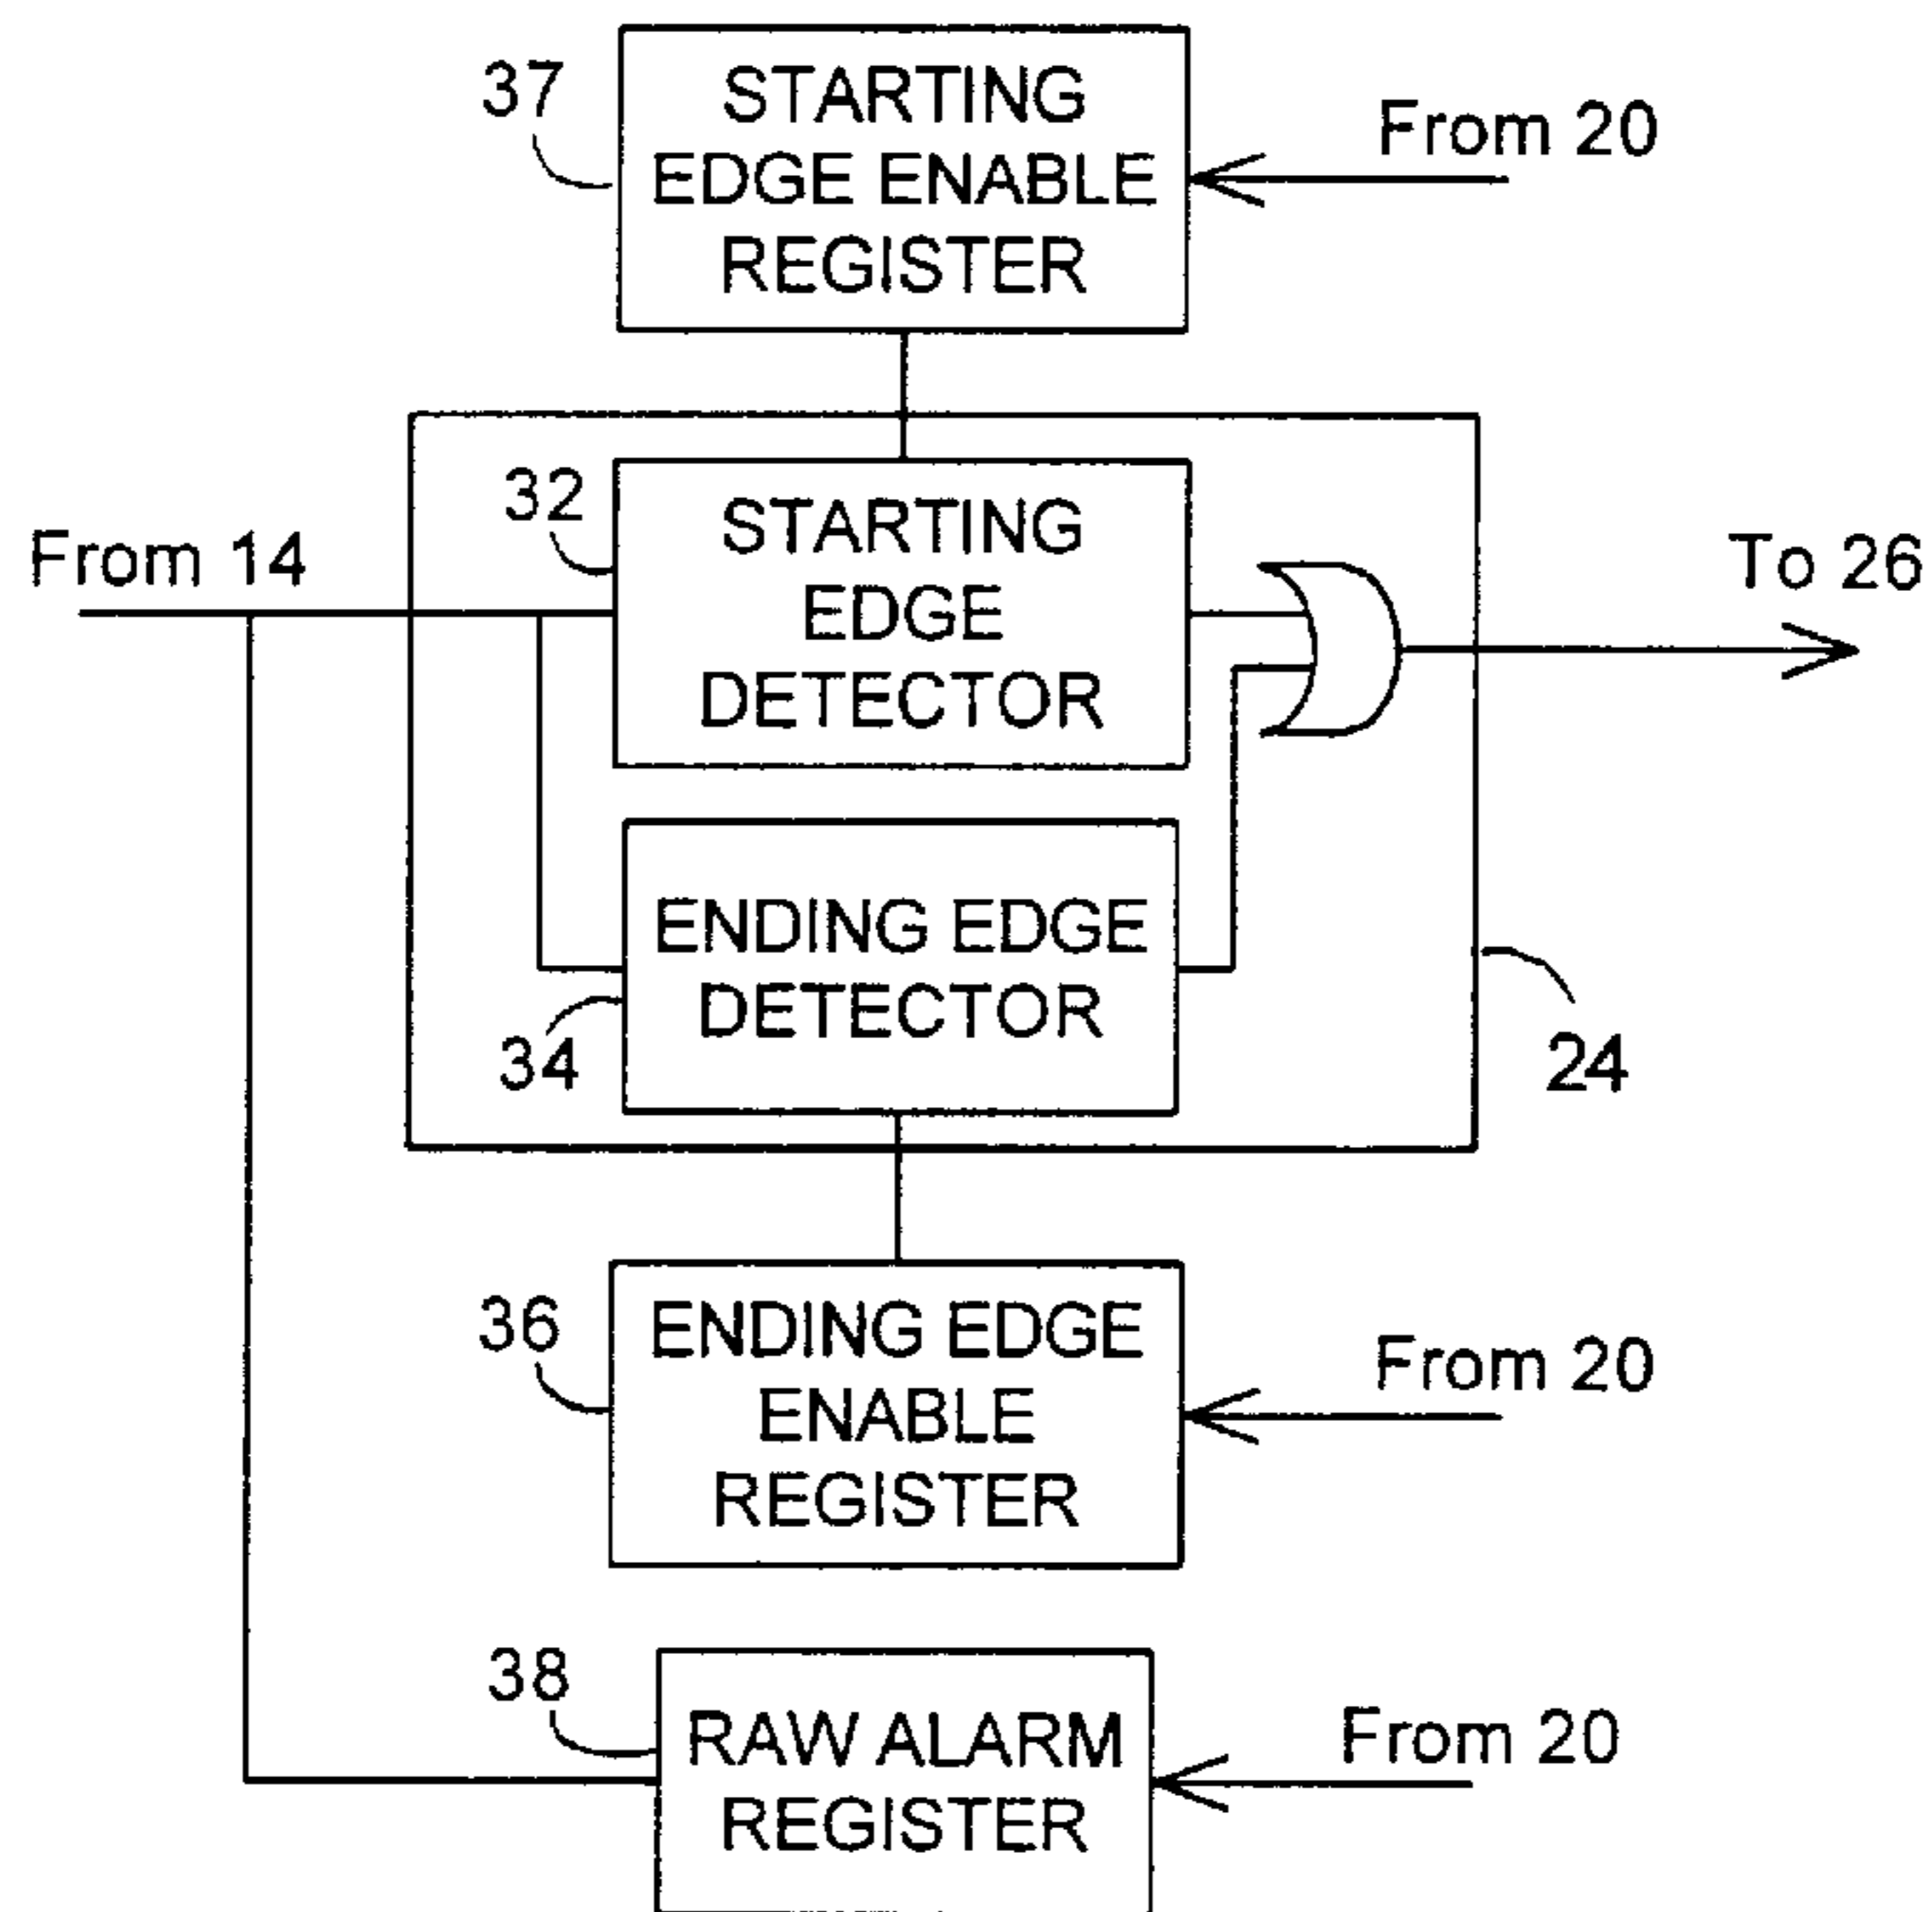 37
STARTING
EDGE ENABLE
REGISTER
From 20
From 14
32
STARTING
EDGE
DETECTOR
To 26
ENDING EDGE
DETECTOR
34
24
36
ENDING EDGE
ENABLE
REGISTER
From 20
38
RAW ALARM
REGISTER
From 20